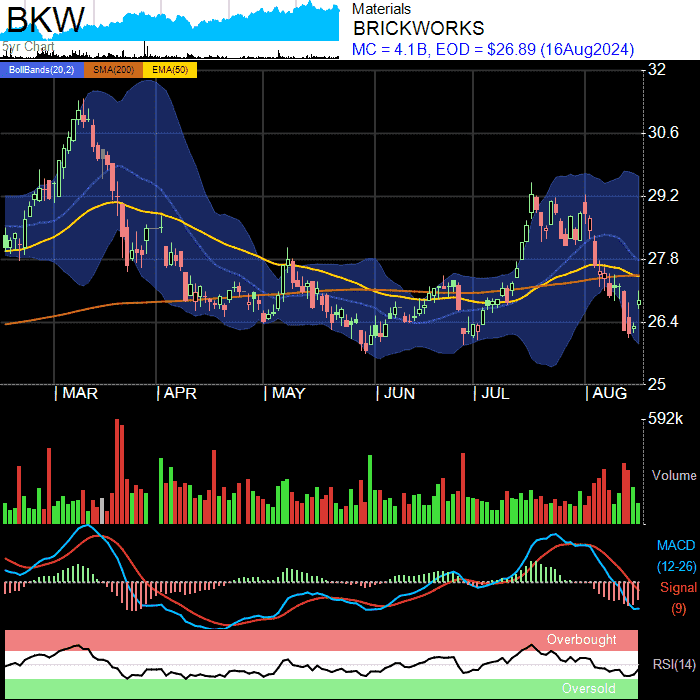 BKW
5yr Chart
Materials
BRICKWORKS
MC = 4.1B, EOD = $26.89 (16Aug2024)
BollBands(20,2) SMA(200) EMA(50)
32
30.6
29.2
27.8
26.4
25
MAR APR MAY JUN JUL AUG
592k
Volume
MACD
(12-26)
Signal
(9)
Overbought
RSI(14)
Oversold